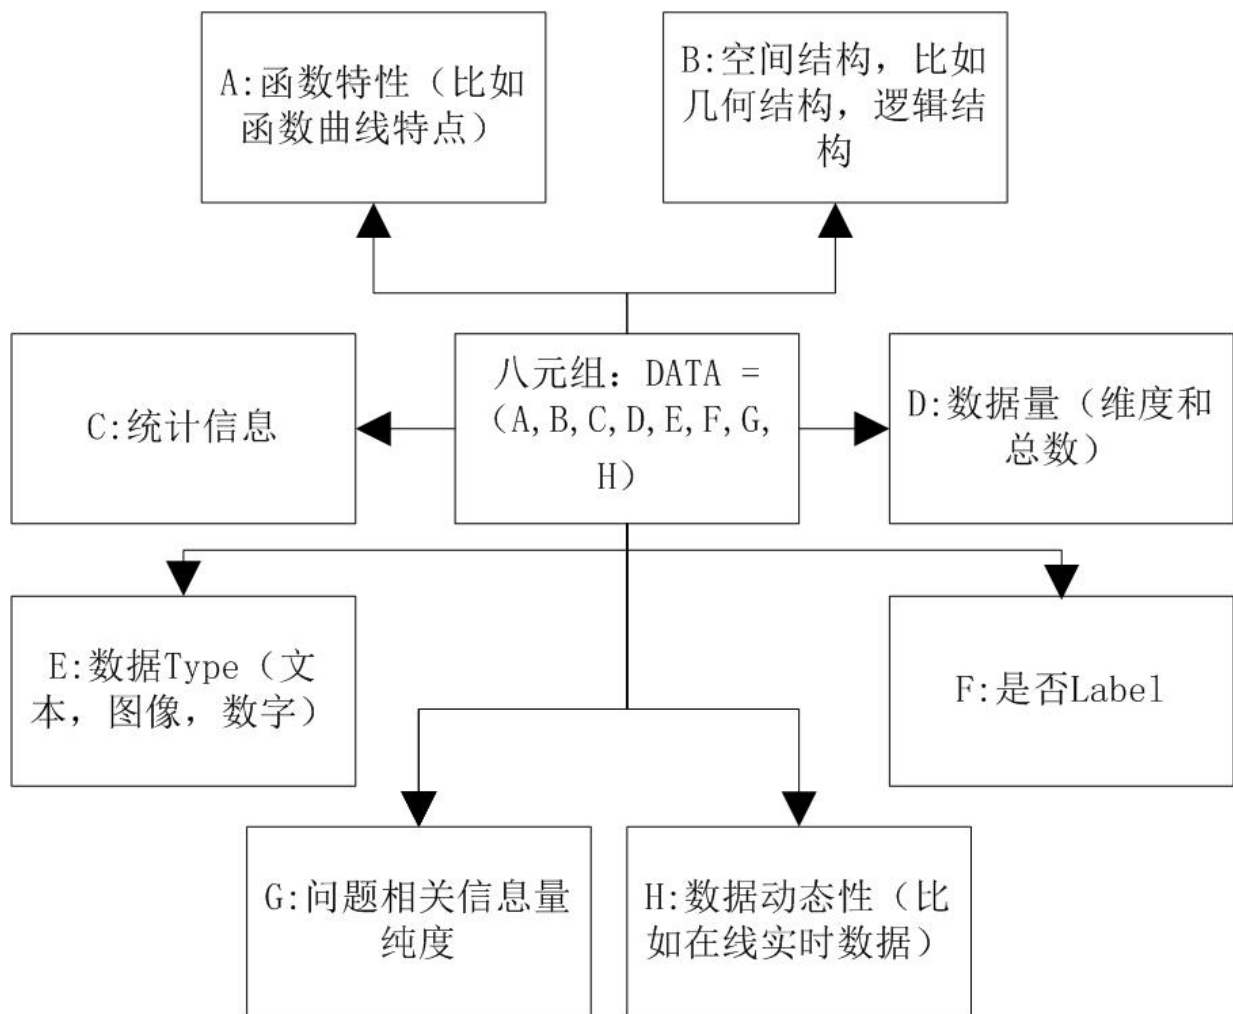 A:函数特性（比如
函数曲线特点）
B:空间结构，比如
几何结构，逻辑结
构
C:统计信息
八元组：DATA =
（A,B,C,D,E,F,G,
H）
D:数据量（维度和
总数）
E:数据Type（文
本，图像，数字）
F:是否Label
G:问题相关信息量
纯度
H:数据动态性（比
如在线实时数据）